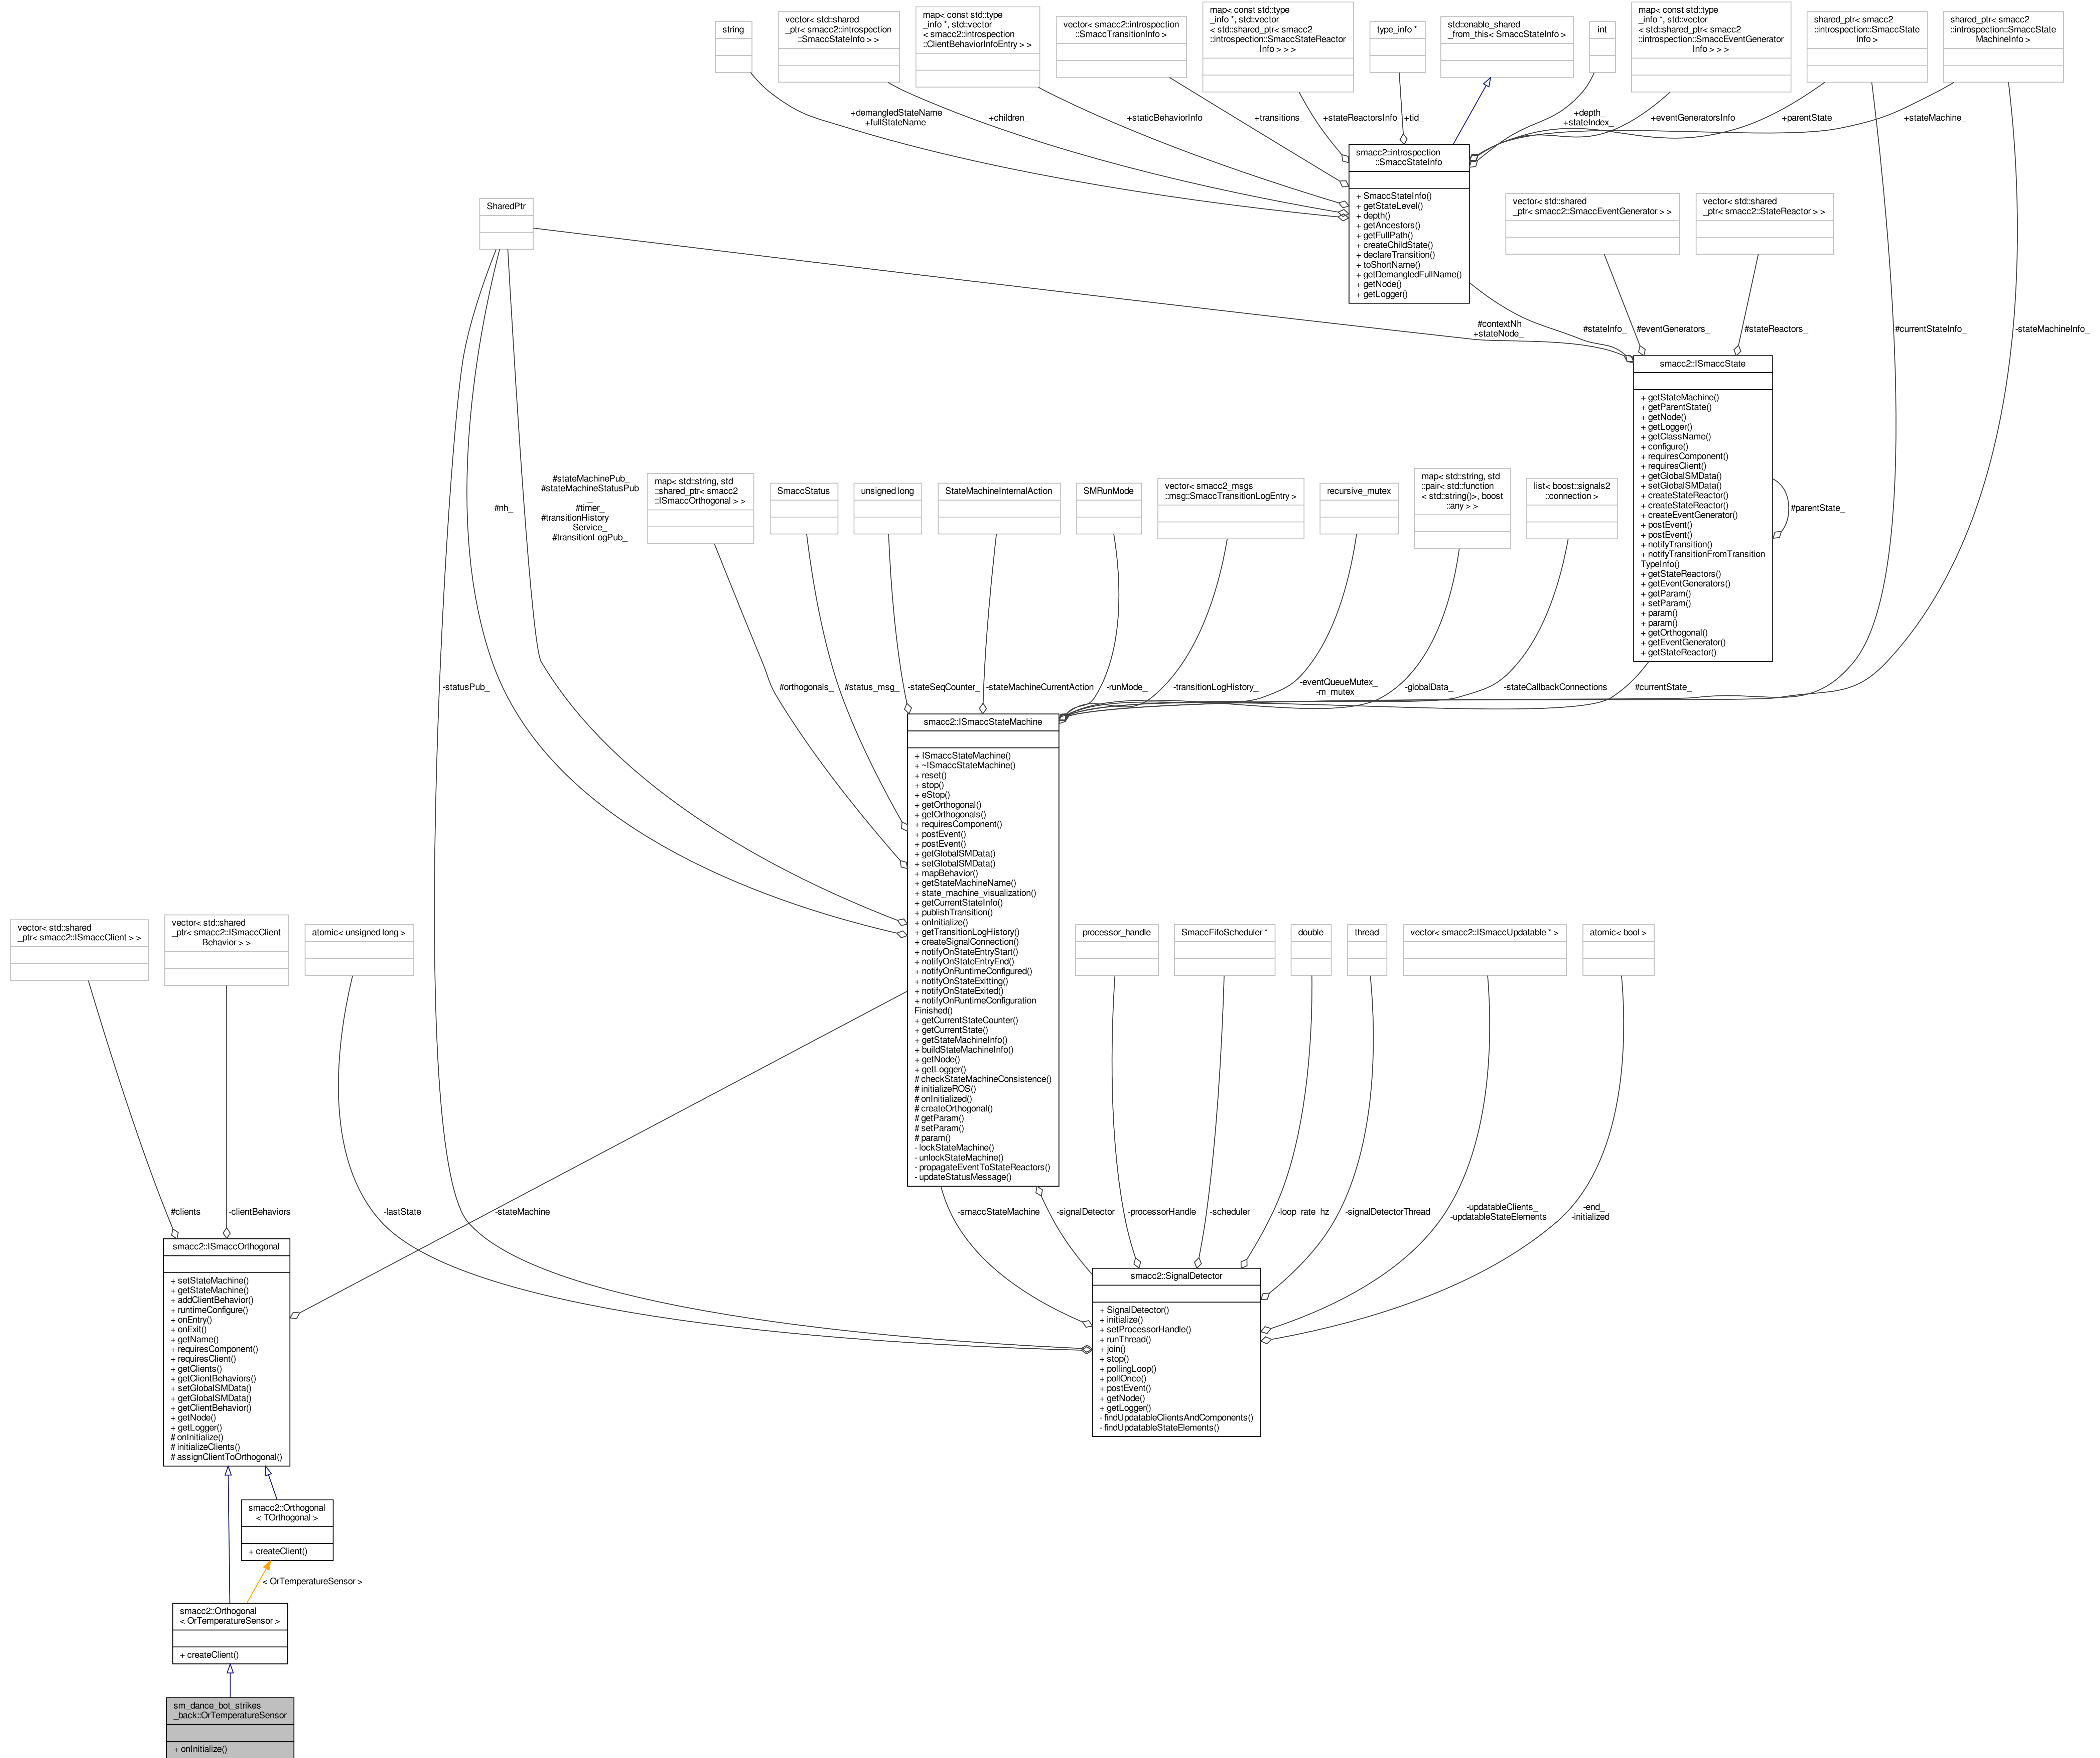 string
vector< std::shared
_ptr< smacc2::introspection
::SmaccStateInfo > >
map< const std::type
_info *, std::vector
< smacc2::introspection
::ClientBehaviorInfoEntry > >
vector< smacc2::introspection
::SmaccTransitionInfo >
map< const std::type
_info *, std::vector
< std::shared_ptr< smacc2
::introspection::SmaccStateReactor
Info > > >
type_info *
std::enable_shared
_from_this< SmaccStateInfo >
int
map< const std::type
_info *, std::vector
< std::shared_ptr< smacc2
::introspection::SmaccEventGenerator
Info > > >
shared_ptr< smacc2
::introspection::SmaccState
Info >
shared_ptr< smacc2
::introspection::SmaccState
MachineInfo >
+demangledStateName
+fullStateName
+children_
+staticBehaviorInfo
+transitions_
+stateReactorsInfo
+tid_
+depth_
+stateIndex_
+eventGeneratorsInfo
+parentState_
+stateMachine_
smacc2::introspection
::SmaccStateInfo
+ SmaccStateInfo()
+ getStateLevel()
+ depth()
+ getAncestors()
+ getFullPath()
+ createChildState()
+ declareTransition()
+ toShortName()
+ getDemangledFullName()
+ getNode()
+ getLogger()
SharedPtr
vector< std::shared
_ptr< smacc2::SmaccEventGenerator > >
vector< std::shared
_ptr< smacc2::StateReactor > >
#contextNh
+stateNode_
#stateInfo_
#eventGenerators_
#stateReactors_
#currentStateInfo_
-stateMachineInfo_
smacc2::ISmaccState
+ getStateMachine()
+ getParentState()
+ getNode()
+ getLogger()
+ getClassName()
+ configure()
+ requiresComponent()
+ requiresClient()
+ getGlobalSMData()
+ setGlobalSMData()
+ createStateReactor()
+ createStateReactor()
+ createEventGenerator()
+ postEvent()
+ postEvent()
+ notifyTransition()
+ notifyTransitionFromTransition
TypeInfo()
+ getStateReactors()
+ getEventGenerators()
+ getParam()
+ setParam()
+ param()
+ param()
+ getOrthogonal()
+ getEventGenerator()
+ getStateReactor()
#parentState_
#nh_
#stateMachinePub_
#stateMachineStatusPub
_
#timer_
#transitionHistory
Service_
#transitionLogPub_
map< std::string, std
::shared_ptr< smacc2
::ISmaccOrthogonal > >
SmaccStatus
unsigned long
StateMachineInternalAction
SMRunMode
vector< smacc2_msgs
::msg::SmaccTransitionLogEntry >
recursive_mutex
map< std::string, std
::pair< std::function
< std::string()>, boost
::any > >
list< boost::signals2
::connection >
-statusPub_
#orthogonals_
#status_msg_
-stateSeqCounter_
-stateMachineCurrentAction
-runMode_
-transitionLogHistory_
-eventQueueMutex_
-m_mutex_
-globalData_
-stateCallbackConnections
#currentState_
smacc2::ISmaccStateMachine
+ ISmaccStateMachine()
+ ~ISmaccStateMachine()
+ reset()
+ stop()
+ eStop()
+ getOrthogonal()
+ getOrthogonals()
+ requiresComponent()
+ postEvent()
+ postEvent()
+ getGlobalSMData()
+ setGlobalSMData()
+ mapBehavior()
+ getStateMachineName()
+ state_machine_visualization()
+ getCurrentStateInfo()
+ publishTransition()
+ onInitialize()
+ getTransitionLogHistory()
+ createSignalConnection()
+ notifyOnStateEntryStart()
+ notifyOnStateEntryEnd()
+ notifyOnRuntimeConfigured()
+ notifyOnStateExitting()
+ notifyOnStateExited()
+ notifyOnRuntimeConfiguration
Finished()
+ getCurrentStateCounter()
+ getCurrentState()
+ getStateMachineInfo()
+ buildStateMachineInfo()
+ getNode()
+ getLogger()
# checkStateMachineConsistence()
# initializeROS()
# onInitialized()
# createOrthogonal()
# getParam()
# setParam()
# param()
- lockStateMachine()
- unlockStateMachine()
- propagateEventToStateReactors()
- updateStatusMessage()
vector< std::shared
_ptr< smacc2::ISmaccClient > >
vector< std::shared
_ptr< smacc2::ISmaccClient
Behavior > >
atomic< unsigned long >
processor_handle
SmaccFifoScheduler *
double
thread
vector< smacc2::ISmaccUpdatable * >
atomic< bool >
#clients_
-clientBehaviors_
-lastState_
-stateMachine_
-smaccStateMachine_
-signalDetector_
-processorHandle_
-scheduler_
-loop_rate_hz
-signalDetectorThread_
-updatableClients_
-updatableStateElements_
-end_
-initialized_
smacc2::ISmaccOrthogonal
+ setStateMachine()
+ getStateMachine()
+ addClientBehavior()
+ runtimeConfigure()
+ onEntry()
+ onExit()
+ getName()
+ requiresComponent()
+ requiresClient()
+ getClients()
+ getClientBehaviors()
+ setGlobalSMData()
+ getGlobalSMData()
+ getClientBehavior()
+ getNode()
+ getLogger()
# onInitialize()
# initializeClients()
# assignClientToOrthogonal()
smacc2::SignalDetector
+ SignalDetector()
+ initialize()
+ setProcessorHandle()
+ runThread()
+ join()
+ stop()
+ pollingLoop()
+ pollOnce()
+ postEvent()
+ getNode()
+ getLogger()
- findUpdatableClientsAndComponents()
- findUpdatableStateElements()
smacc2::Orthogonal
< TOrthogonal >
+ createClient()
< OrTemperatureSensor >
smacc2::Orthogonal
< OrTemperatureSensor >
+ createClient()
sm_dance_bot_strikes
_back::OrTemperatureSensor
+ onInitialize()